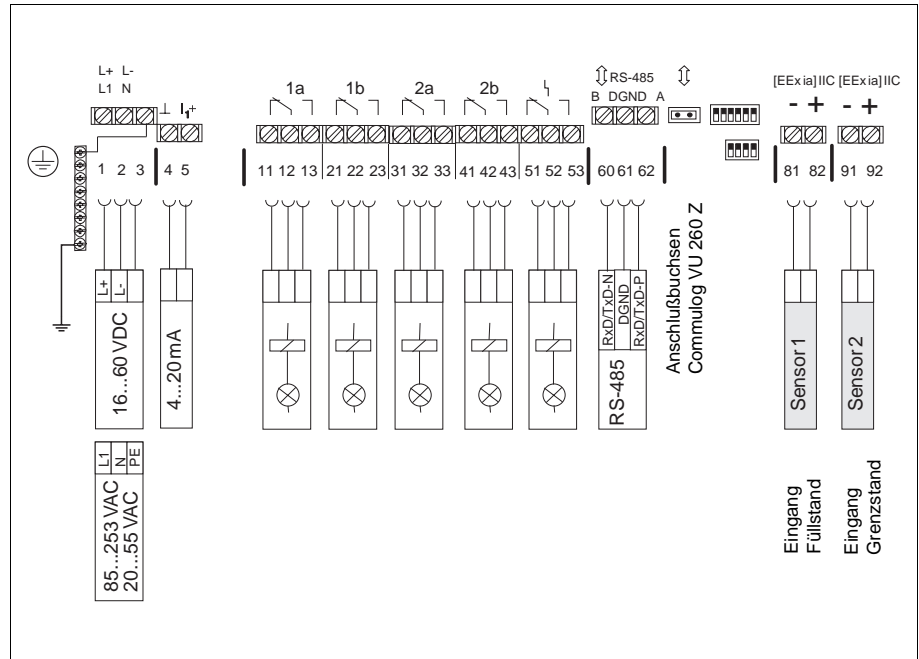 L+ L-
L1 N
I+
1a
1b
2a
2b
RS-485
B DGND A
[EEx ia] IIC [EEx ia] IIC
- + - +
1 2 3 4 5 11 12 13 21 22 23 31 32 33 41 42 43 51 52 53 60 61 62 81 82 91 92
L+
L-
16...60 VDC
4...20 mA
RxD/TxD-N
DGND
RxD/TxD-P
RS-485
Anschlußbuchsen
Commulog VU 260 Z
Sensor 1
Sensor 2
L1
N
PE
85...253 VAC
20...55 VAC
Eingang
Füllstand
Eingang
Grenzstand